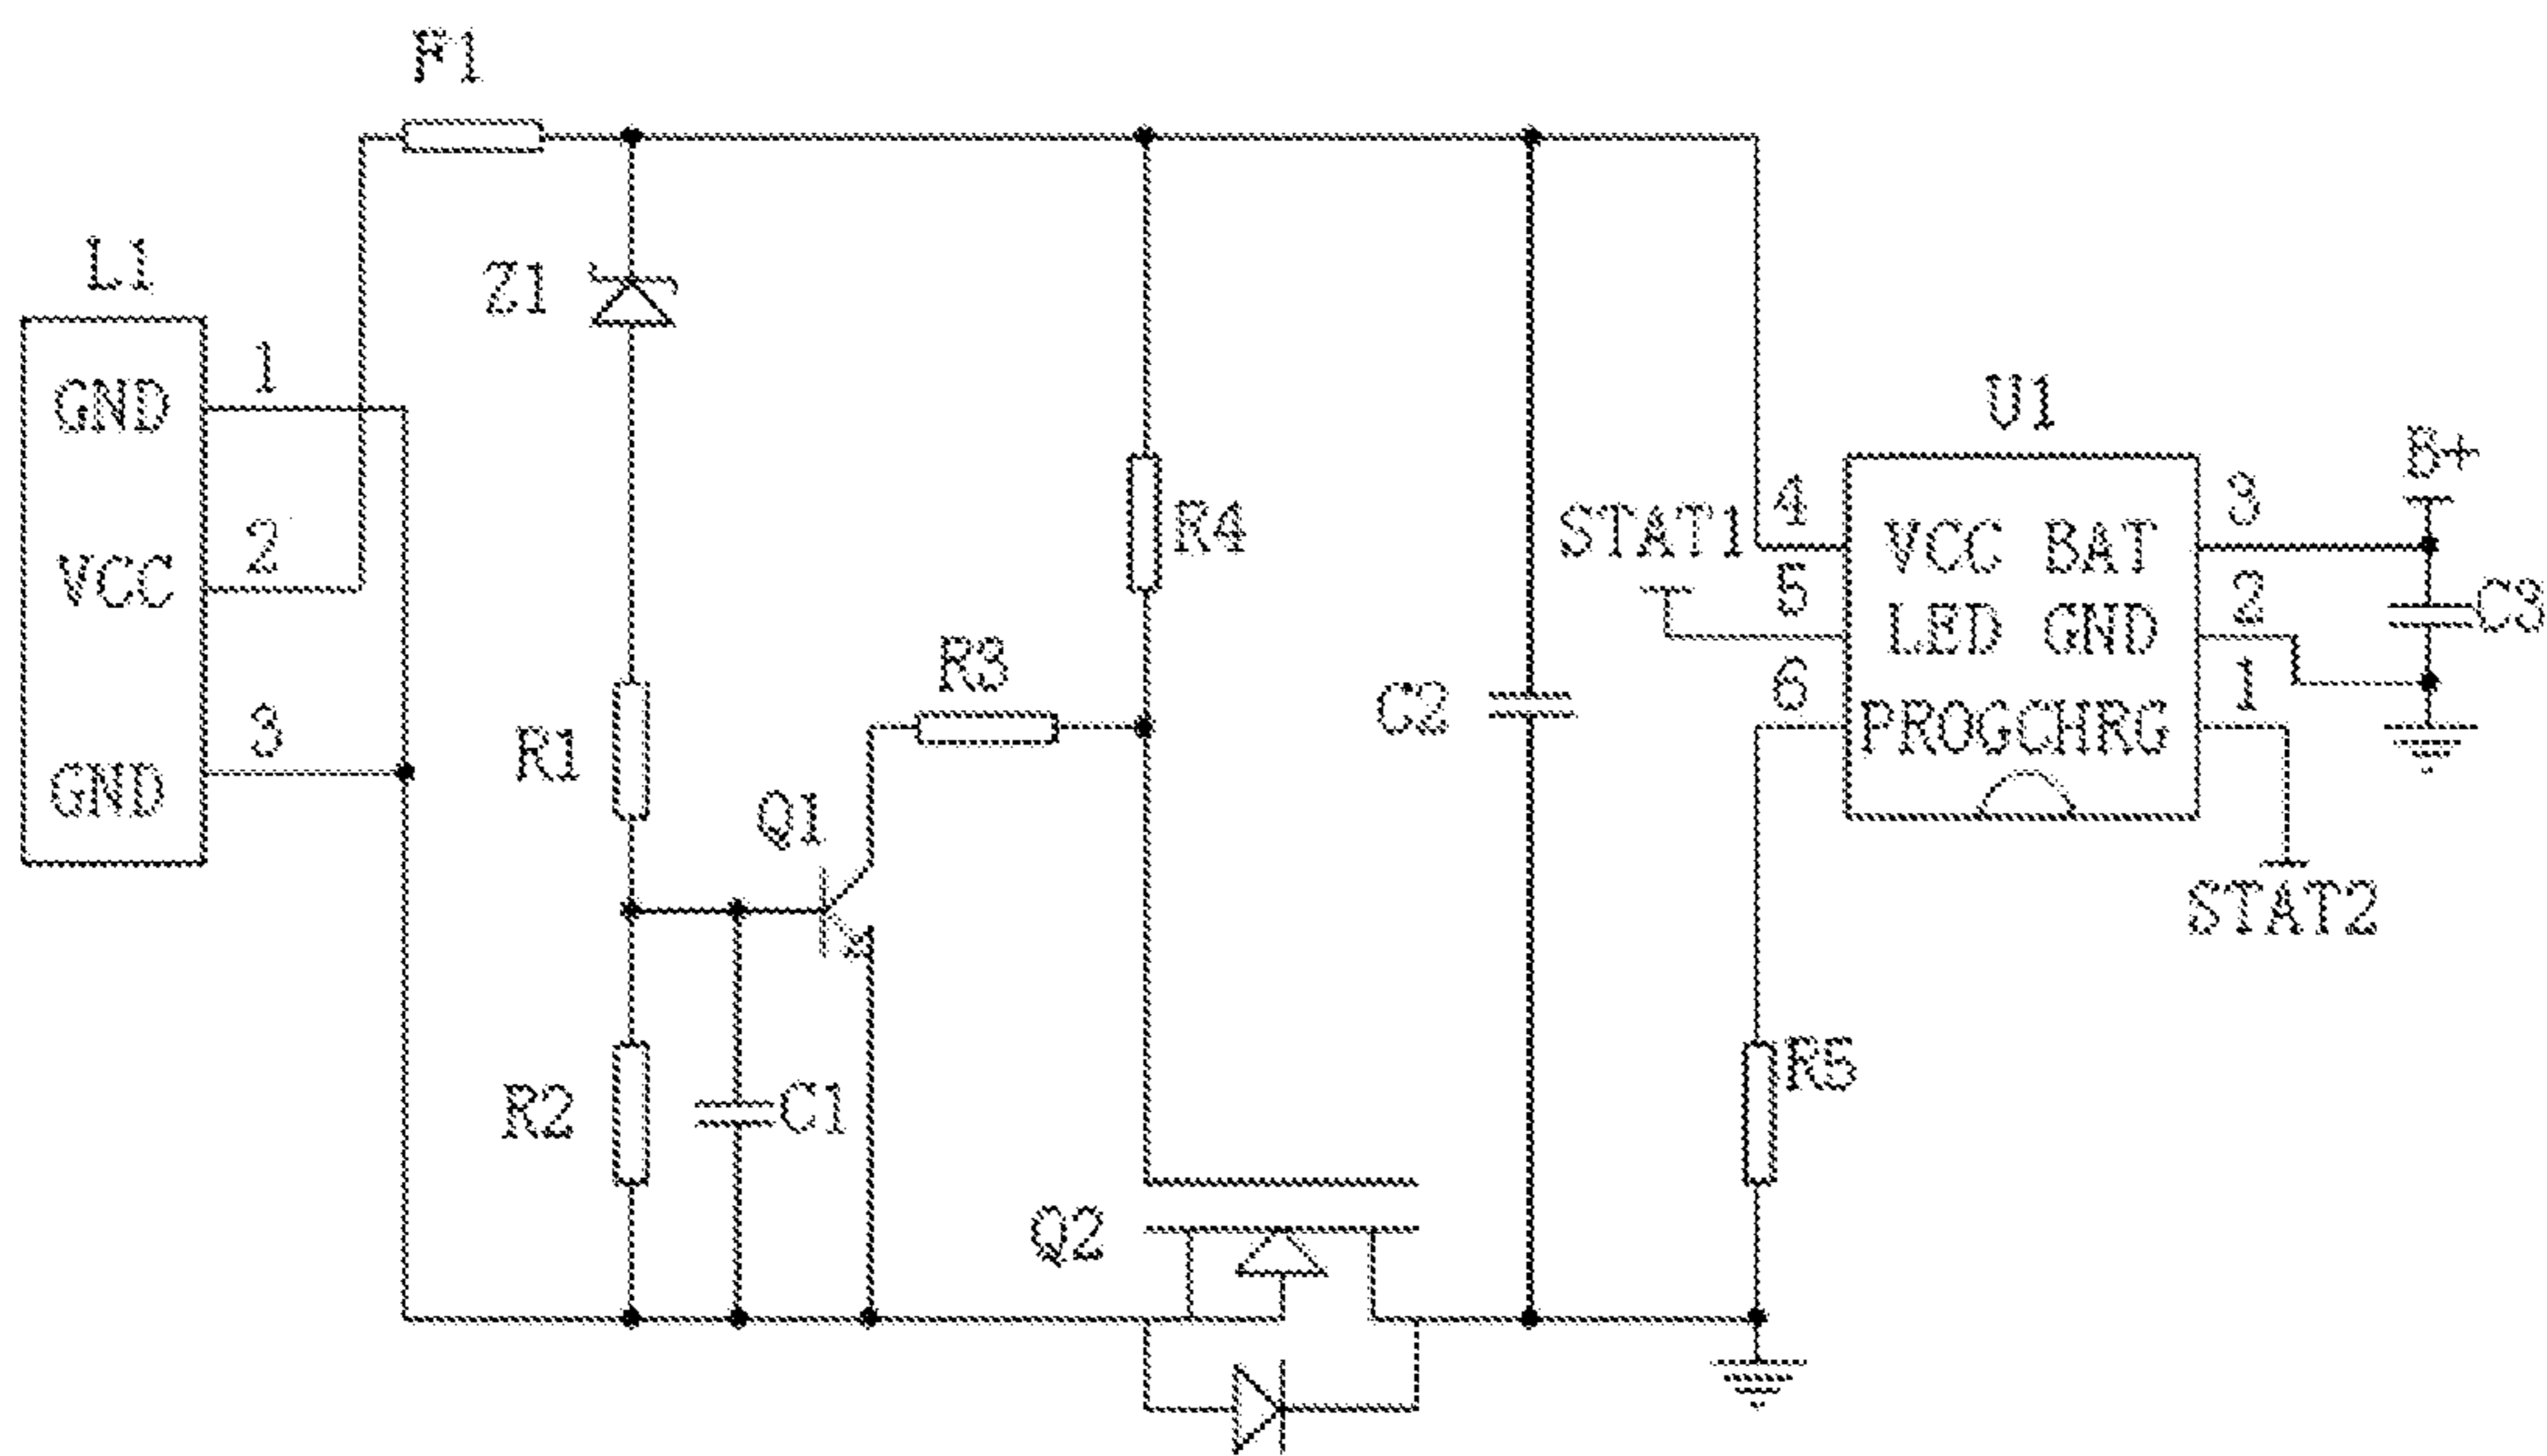 F1
L1
GND 1
VCC 2
GND 3
Z1
R1
R2
C1
Q1
R3
R4
Q2
C2
STAT1
U1
4 VCC BAT 3
5 LED GND 2
6 PROGCHRG 1
B+
C3
STAT2
R5